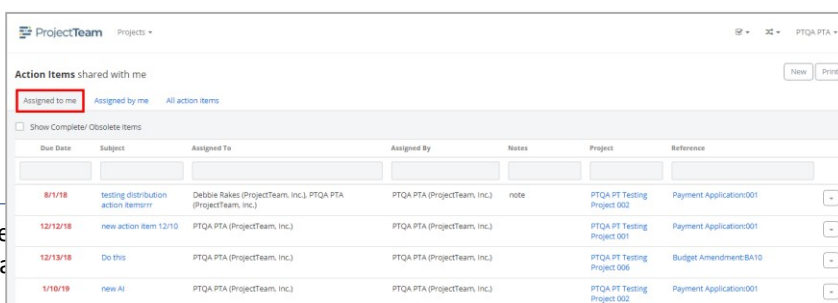 ProjectTeam Projects PTQA PTA
Action Items shared with me New Print
Assigned to me Assigned by me All action items
Show Complete/ Obsolete Items
Due Date Subject Assigned To Assigned By Notes Project Reference
8/1/18 testing distribution Debbie Rakes (ProjectTeam, Inc.), PTQA PTA PTQA PTA (ProjectTeam, Inc.) note PTQA PT Testing Payment Application:001
action itemsrrr (ProjectTeam, Inc.) Project 002
12/12/18 new action item 12/10 PTQA PTA (ProjectTeam, Inc.) PTQA PTA (ProjectTeam, Inc.) PTQA PT Testing Payment Application:001
Project 001
12/13/18 Do this PTQA PTA (ProjectTeam, Inc.) PTQA PTA (ProjectTeam, Inc.) PTQA PT Testing Budget Amendment:BA10
Project 006
1/10/19 new AI PTQA PTA (ProjectTeam, Inc.) PTQA PTA (ProjectTeam, Inc.) PTQA PT Testing Payment Application:001
Project 002